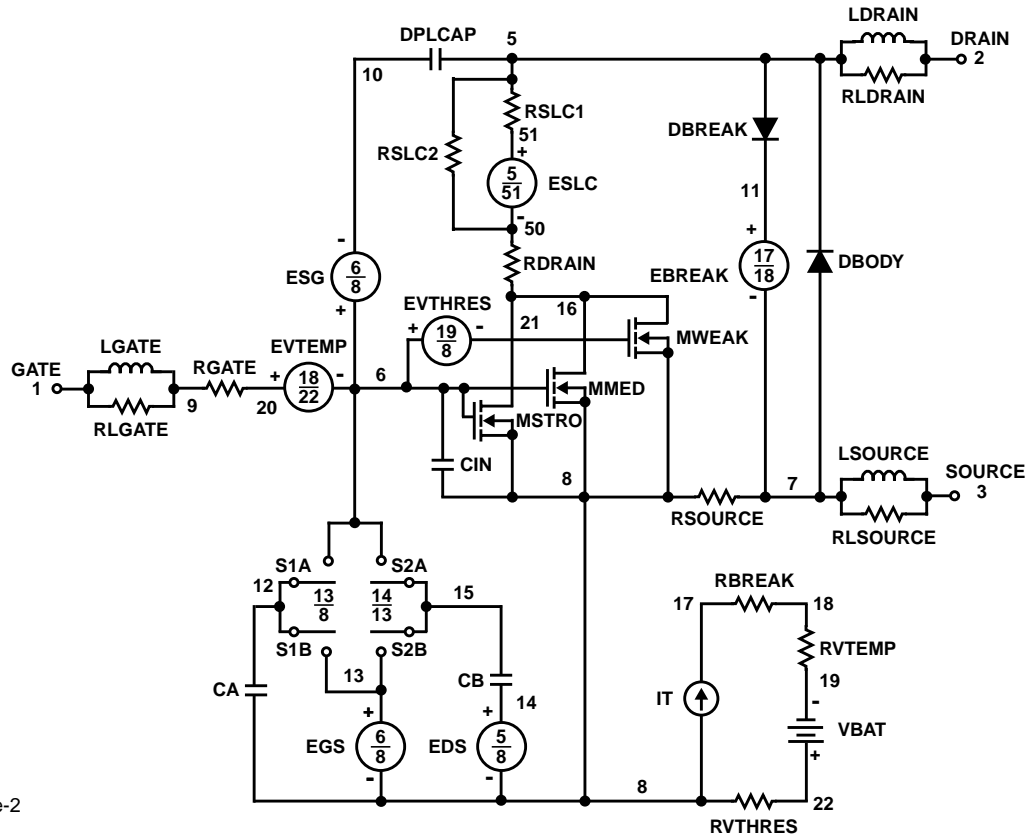 LDRAIN
DPLCAP 5 DRAIN
10 2
RSLC1 RLDRAIN
DBREAK
51
RSLC2 +
5
51 ESLC
11
- 50
- +
ESG 6
8 RDRAIN EBREAK 17
18 DBODY
+ EVTHRES 16 -
+ 19
8 - 21
MWEAK
LGATE EVTEMP
GATE RGATE + 18
22 - 6 MMED
1
9 20 MSTRO
RLGATE LSOURCE
CIN 8 7 SOURCE
3
RSOURCE RLSOURCE
S1A S2A
12 13
8 14
13 15 RBREAK
17 18
S1B S2B RVTEMP
13 CB 19
CA 14 IT -
+ + VBAT
EGS 6
8 EDS 5
8 +
- - 8 22
e-2
RVTHRES